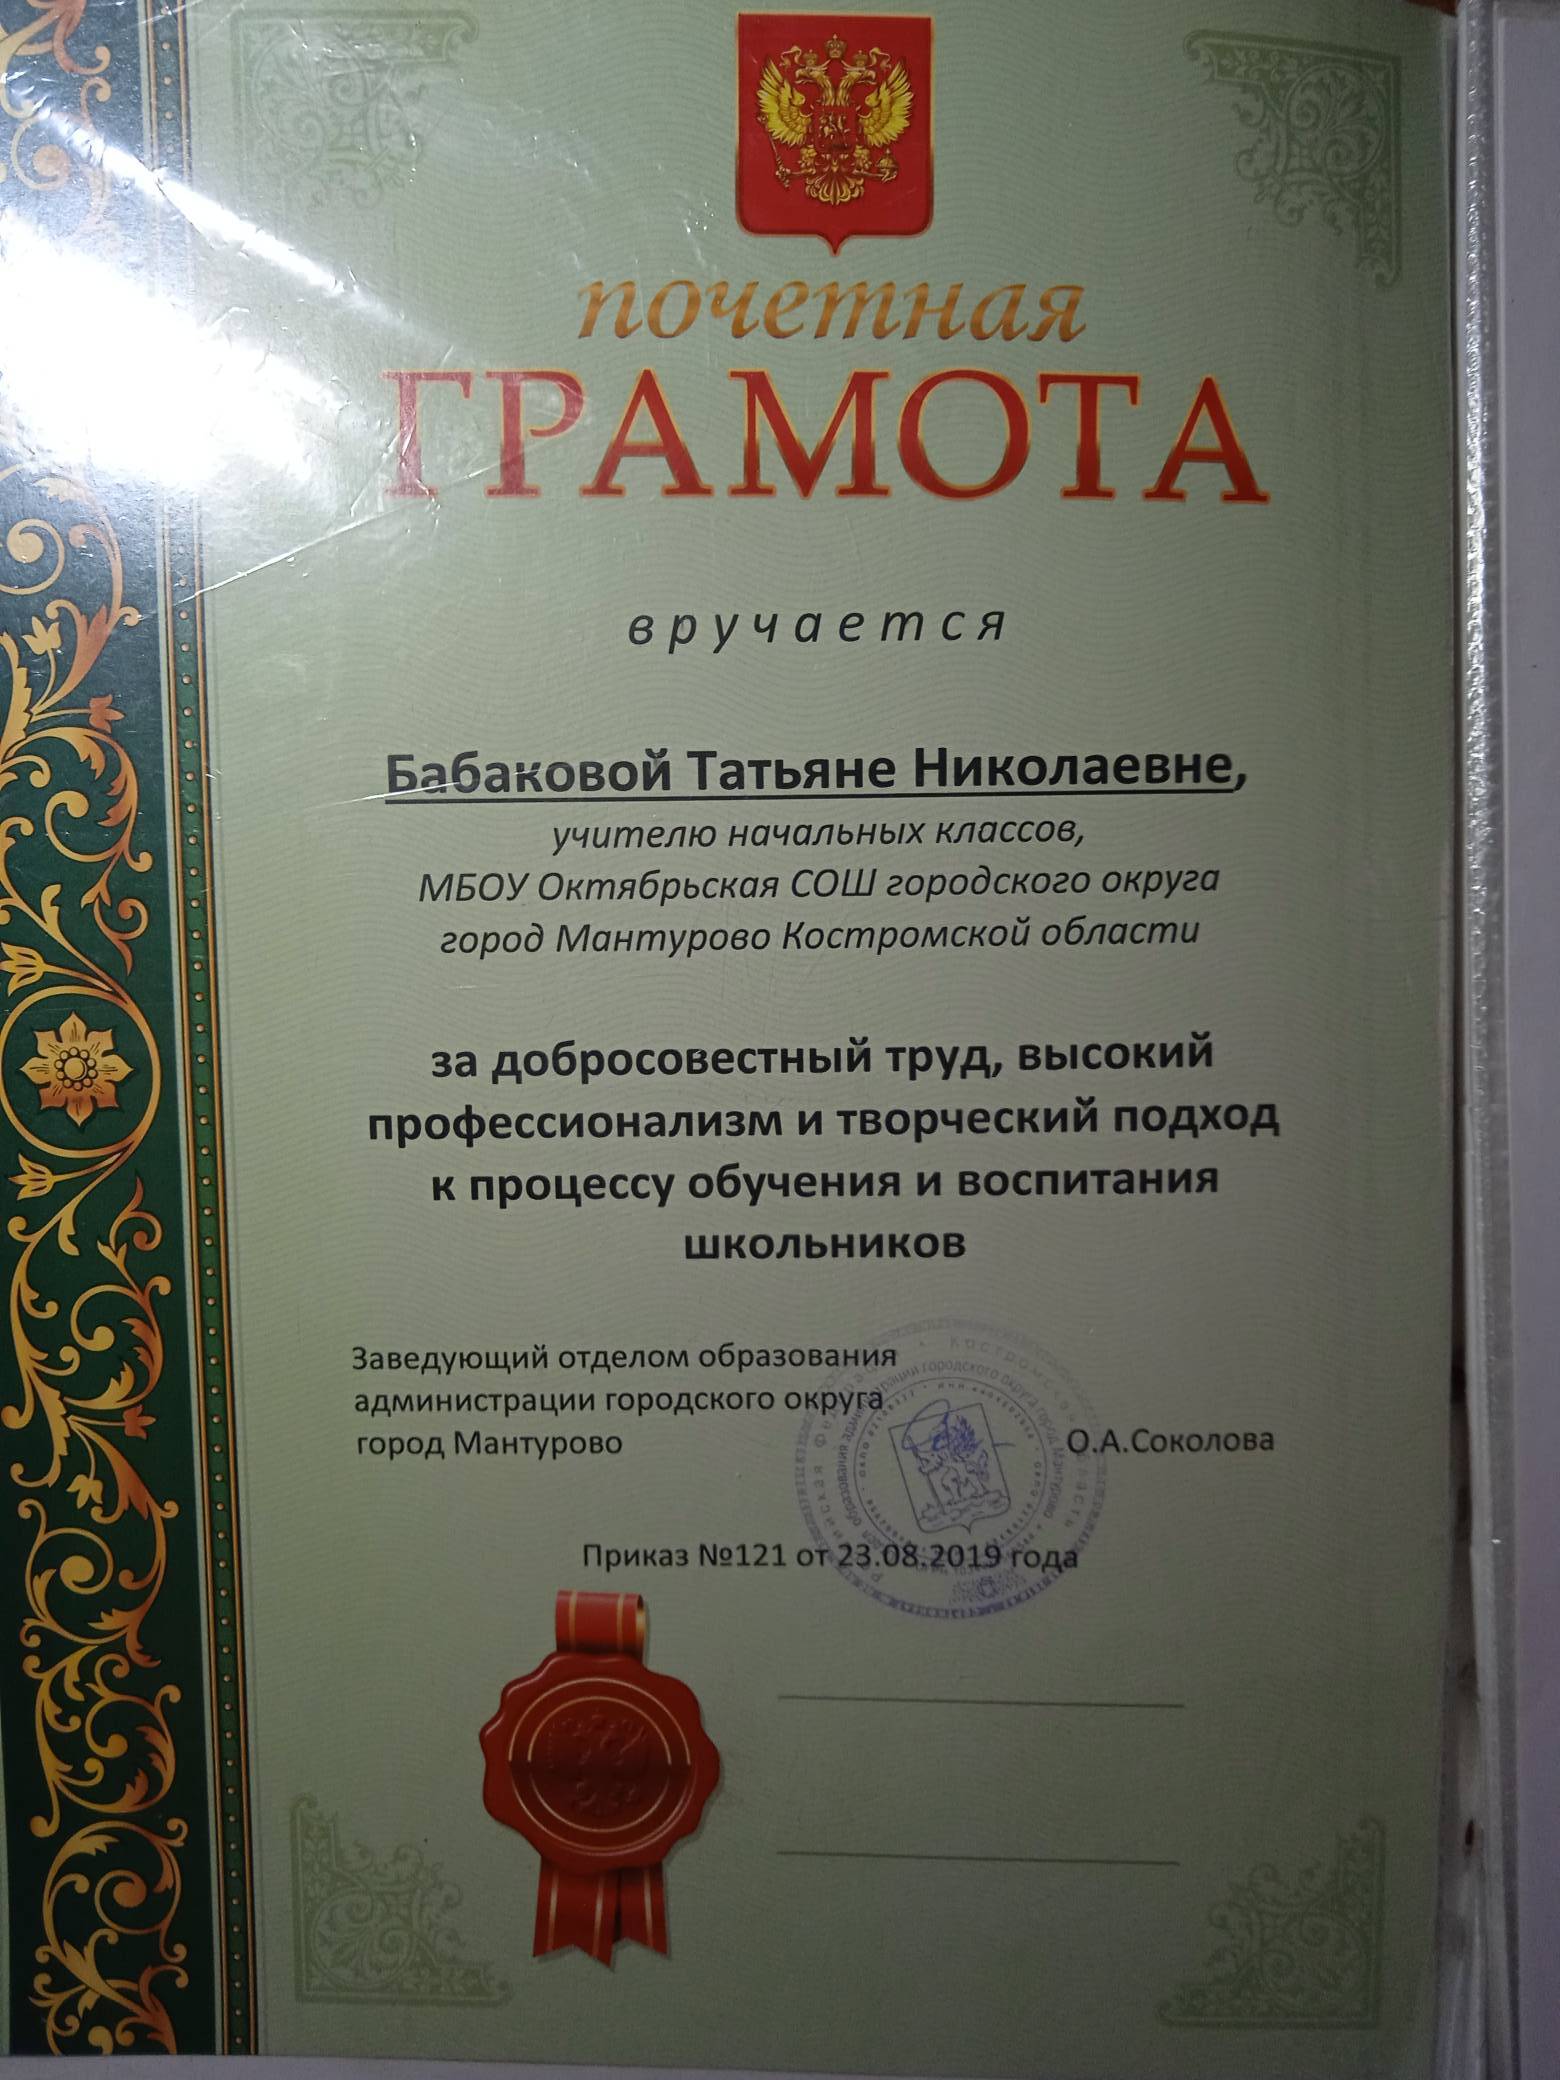 почетная
ГРАМОТА
вручается
Бабаковой Татьяне Николаевне,
учителю начальных классов,
МБОУ Октябрьская СОШ городского округа
город Мантурово Костромской области
за добросовестный труд, высокий
профессионализм и творческий подход
к процессу обучения и воспитания
школьников
Заведующий отделом образования
администрации городского округа
город Мантурово
О.А.Соколова
Приказ №121 от 23.08.2019 года